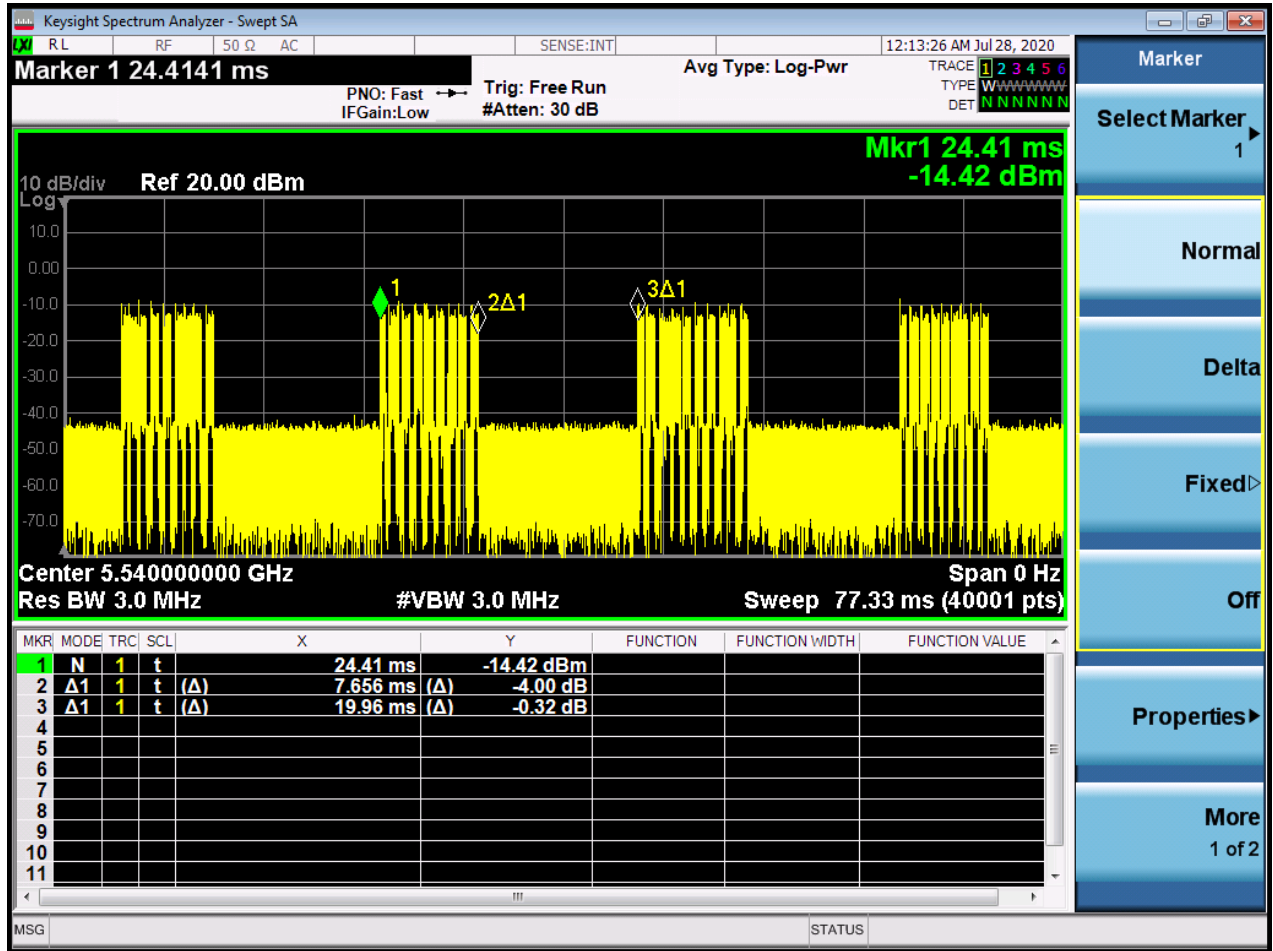 Keysight Spectrum Analyzer - Swept SA
LXI RL RF 50 Ω AC SENSE:INT 12:13:26 AM Jul 28, 2020
Marker 1 24.4141 ms
PNO: Fast
IFGain:Low
Trig: Free Run
#Atten: 30 dB
Avg Type: Log-Pwr
TRACE 1 2 3 4 5 6
TYPE WWWWWW
DET N N N N N N
Mkr1 24.41 ms
-14.42 dBm
10 dB/div Ref 20.00 dBm
Log
10.0
0.00
-10.0
-20.0
-30.0
-40.0
-50.0
-60.0
-70.0
1
2Δ1
3Δ1
Center 5.540000000 GHz Span 0 Hz
Res BW 3.0 MHz #VBW 3.0 MHz Sweep 77.33 ms (40001 pts)
MKR MODE TRC SCL X Y FUNCTION FUNCTION WIDTH FUNCTION VALUE
1 N 1 t 24.41 ms -14.42 dBm
2 Δ1 1 t (Δ) 7.656 ms (Δ) -4.00 dB
3 Δ1 1 t (Δ) 19.96 ms (Δ) -0.32 dB
4
5
6
7
8
9
10
11
MSG STATUS
Marker
Select Marker
1
Normal
Delta
Fixed
Off
Properties
More
1 of 2